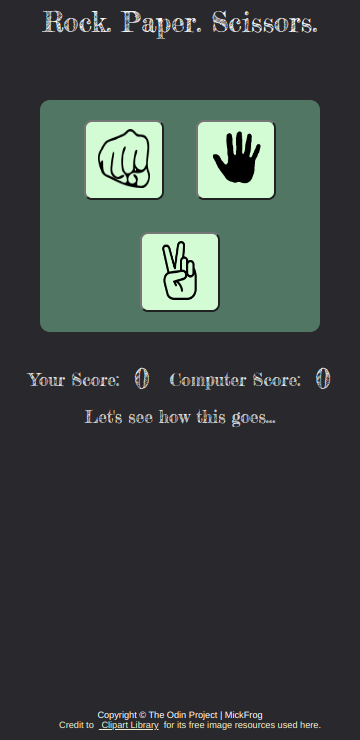 Rock. Paper. Scissors.
Your Score: 0 Computer Score: 0
Let's see how this goes...
Copyright © The Odin Project | MickFrog
Credit to Clipart Library for its free image resources used here.